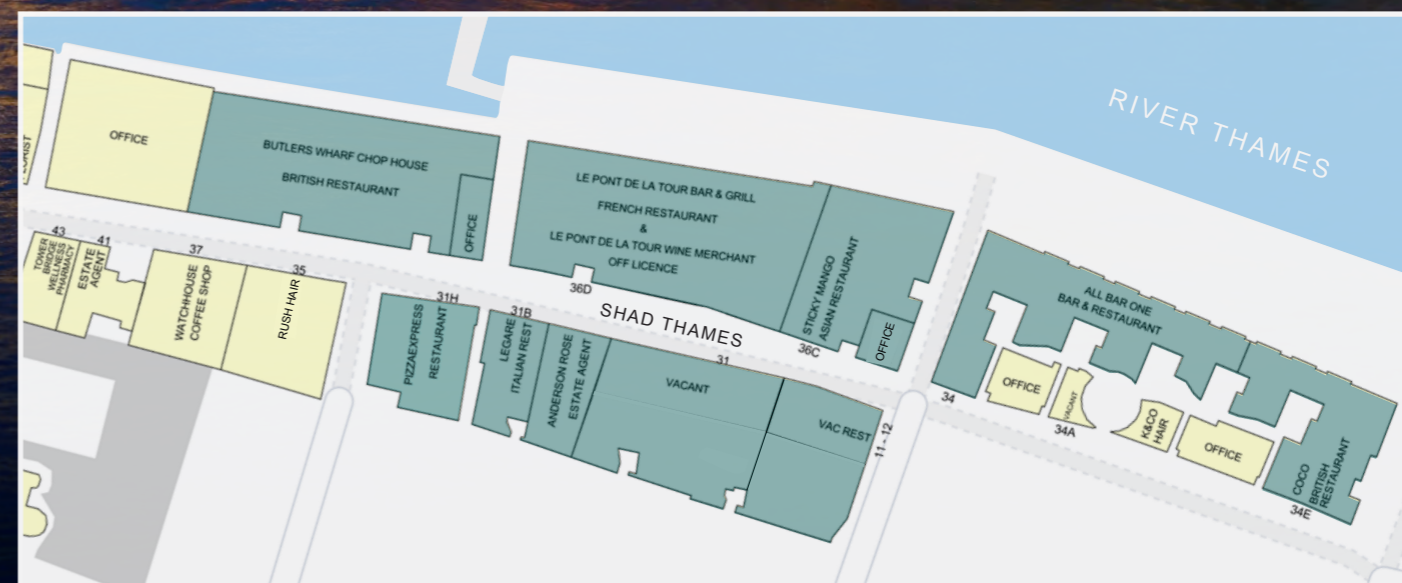 RIVER THAMES
OFFICE
BUTLERS WHARF CHOP HOUSE
BRITISH RESTAURANT
OFFICE
LE PONT DE LA TOUR BAR & GRILL
FRENCH RESTAURANT
&
LE PONT DE LA TOUR WINE MERCHANT
OFF LICENCE
36D
STICKY MANGO
ASIAN RESTAURANT
36C
OFFICE
SHAD THAMES
43
TOWER
BRIDGE
WELLNESS
PHARMACY
41
ESTATE
AGENT
37
WATCHHOUSE
COFFEE SHOP
35
RUSH HAIR
31H
PIZZAEXPRESS
RESTAURANT
31B
LEGARE
ITALIAN REST
ANDERSON ROSE
ESTATE AGENT
31
VACANT
VAC REST
11 - 12
ALL BAR ONE
BAR & RESTAURANT
34
OFFICE
VACANT
34A
K&CO
HAIR
OFFICE
COCO
BRITISH
RESTAURANT
34E